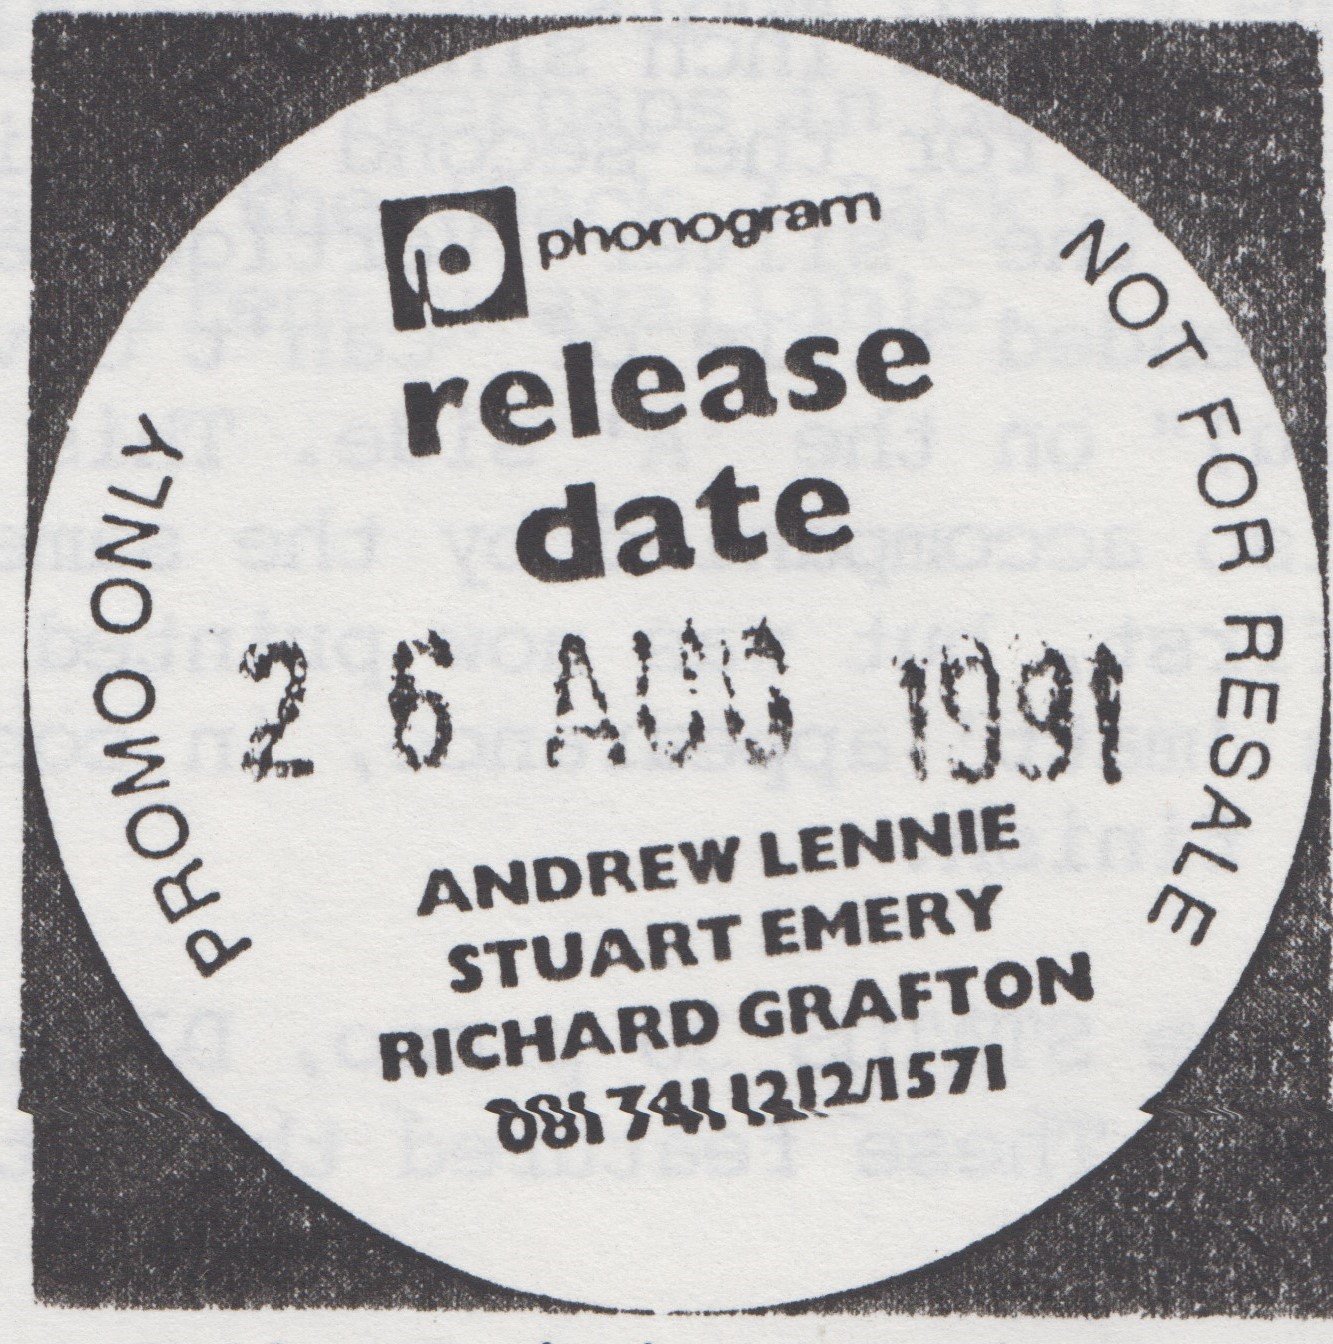 phonogram
release
date
26 AUG 1991
ANDREW LENNIE
STUART EMERY
RICHARD GRAFTON
081 741 1212/1571
PROMO ONLY
NOT FOR RESALE